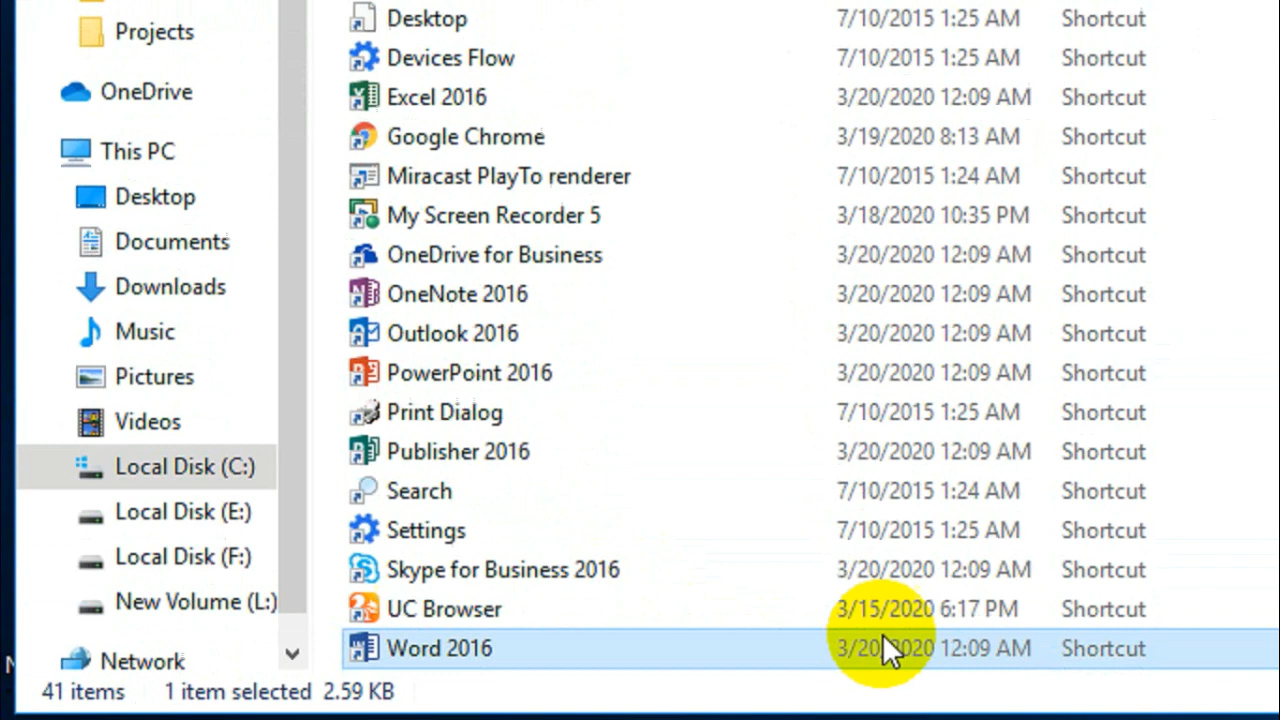 Projects
OneDrive
This PC
Desktop
Documents
Downloads
Music
Pictures
Videos
Local Disk (C:)
Local Disk (E:)
Local Disk (F:)
New Volume (L:)
Network
Desktop 7/10/2015 1:25 AM Shortcut
Devices Flow 7/10/2015 1:25 AM Shortcut
Excel 2016 3/20/2020 12:09 AM Shortcut
Google Chrome 3/19/2020 8:13 AM Shortcut
Miracast PlayTo renderer 7/10/2015 1:24 AM Shortcut
My Screen Recorder 5 3/18/2020 10:35 PM Shortcut
OneDrive for Business 3/20/2020 12:09 AM Shortcut
OneNote 2016 3/20/2020 12:09 AM Shortcut
Outlook 2016 3/20/2020 12:09 AM Shortcut
PowerPoint 2016 3/20/2020 12:09 AM Shortcut
Print Dialog 7/10/2015 1:25 AM Shortcut
Publisher 2016 3/20/2020 12:09 AM Shortcut
Search 7/10/2015 1:24 AM Shortcut
Settings 7/10/2015 1:25 AM Shortcut
Skype for Business 2016 3/20/2020 12:09 AM Shortcut
UC Browser 3/15/2020 6:17 PM Shortcut
Word 2016 3/20/2020 12:09 AM Shortcut
41 items 1 item selected 2.59 KB